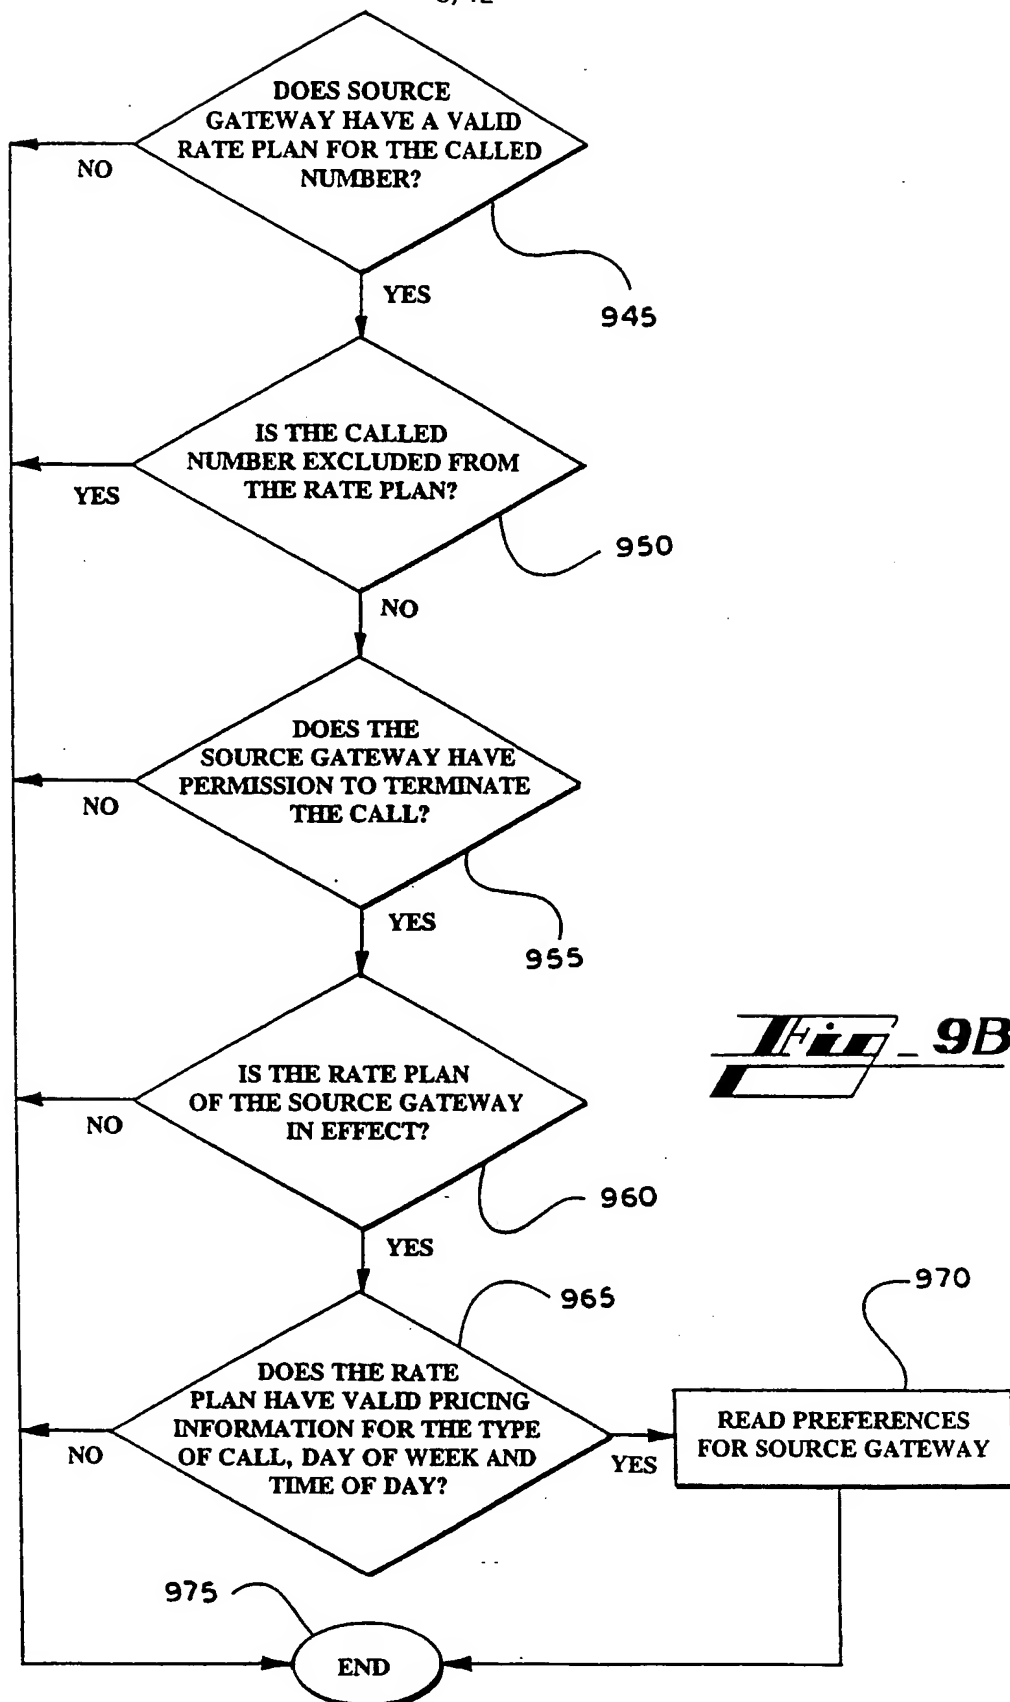 DOES SOURCE
GATEWAY HAVE A VALID
RATE PLAN FOR THE CALLED
NUMBER?
NO
YES
945
IS THE CALLED
NUMBER EXCLUDED FROM
THE RATE PLAN?
YES
950
NO
DOES THE
SOURCE GATEWAY HAVE
PERMISSION TO TERMINATE
THE CALL?
NO
YES
955
IS THE RATE PLAN
OF THE SOURCE GATEWAY
IN EFFECT?
NO
Fig_9B
960
YES
965
970
DOES THE RATE
PLAN HAVE VALID PRICING
INFORMATION FOR THE TYPE
OF CALL, DAY OF WEEK AND
TIME OF DAY?
NO
YES
READ PREFERENCES
FOR SOURCE GATEWAY
975
END